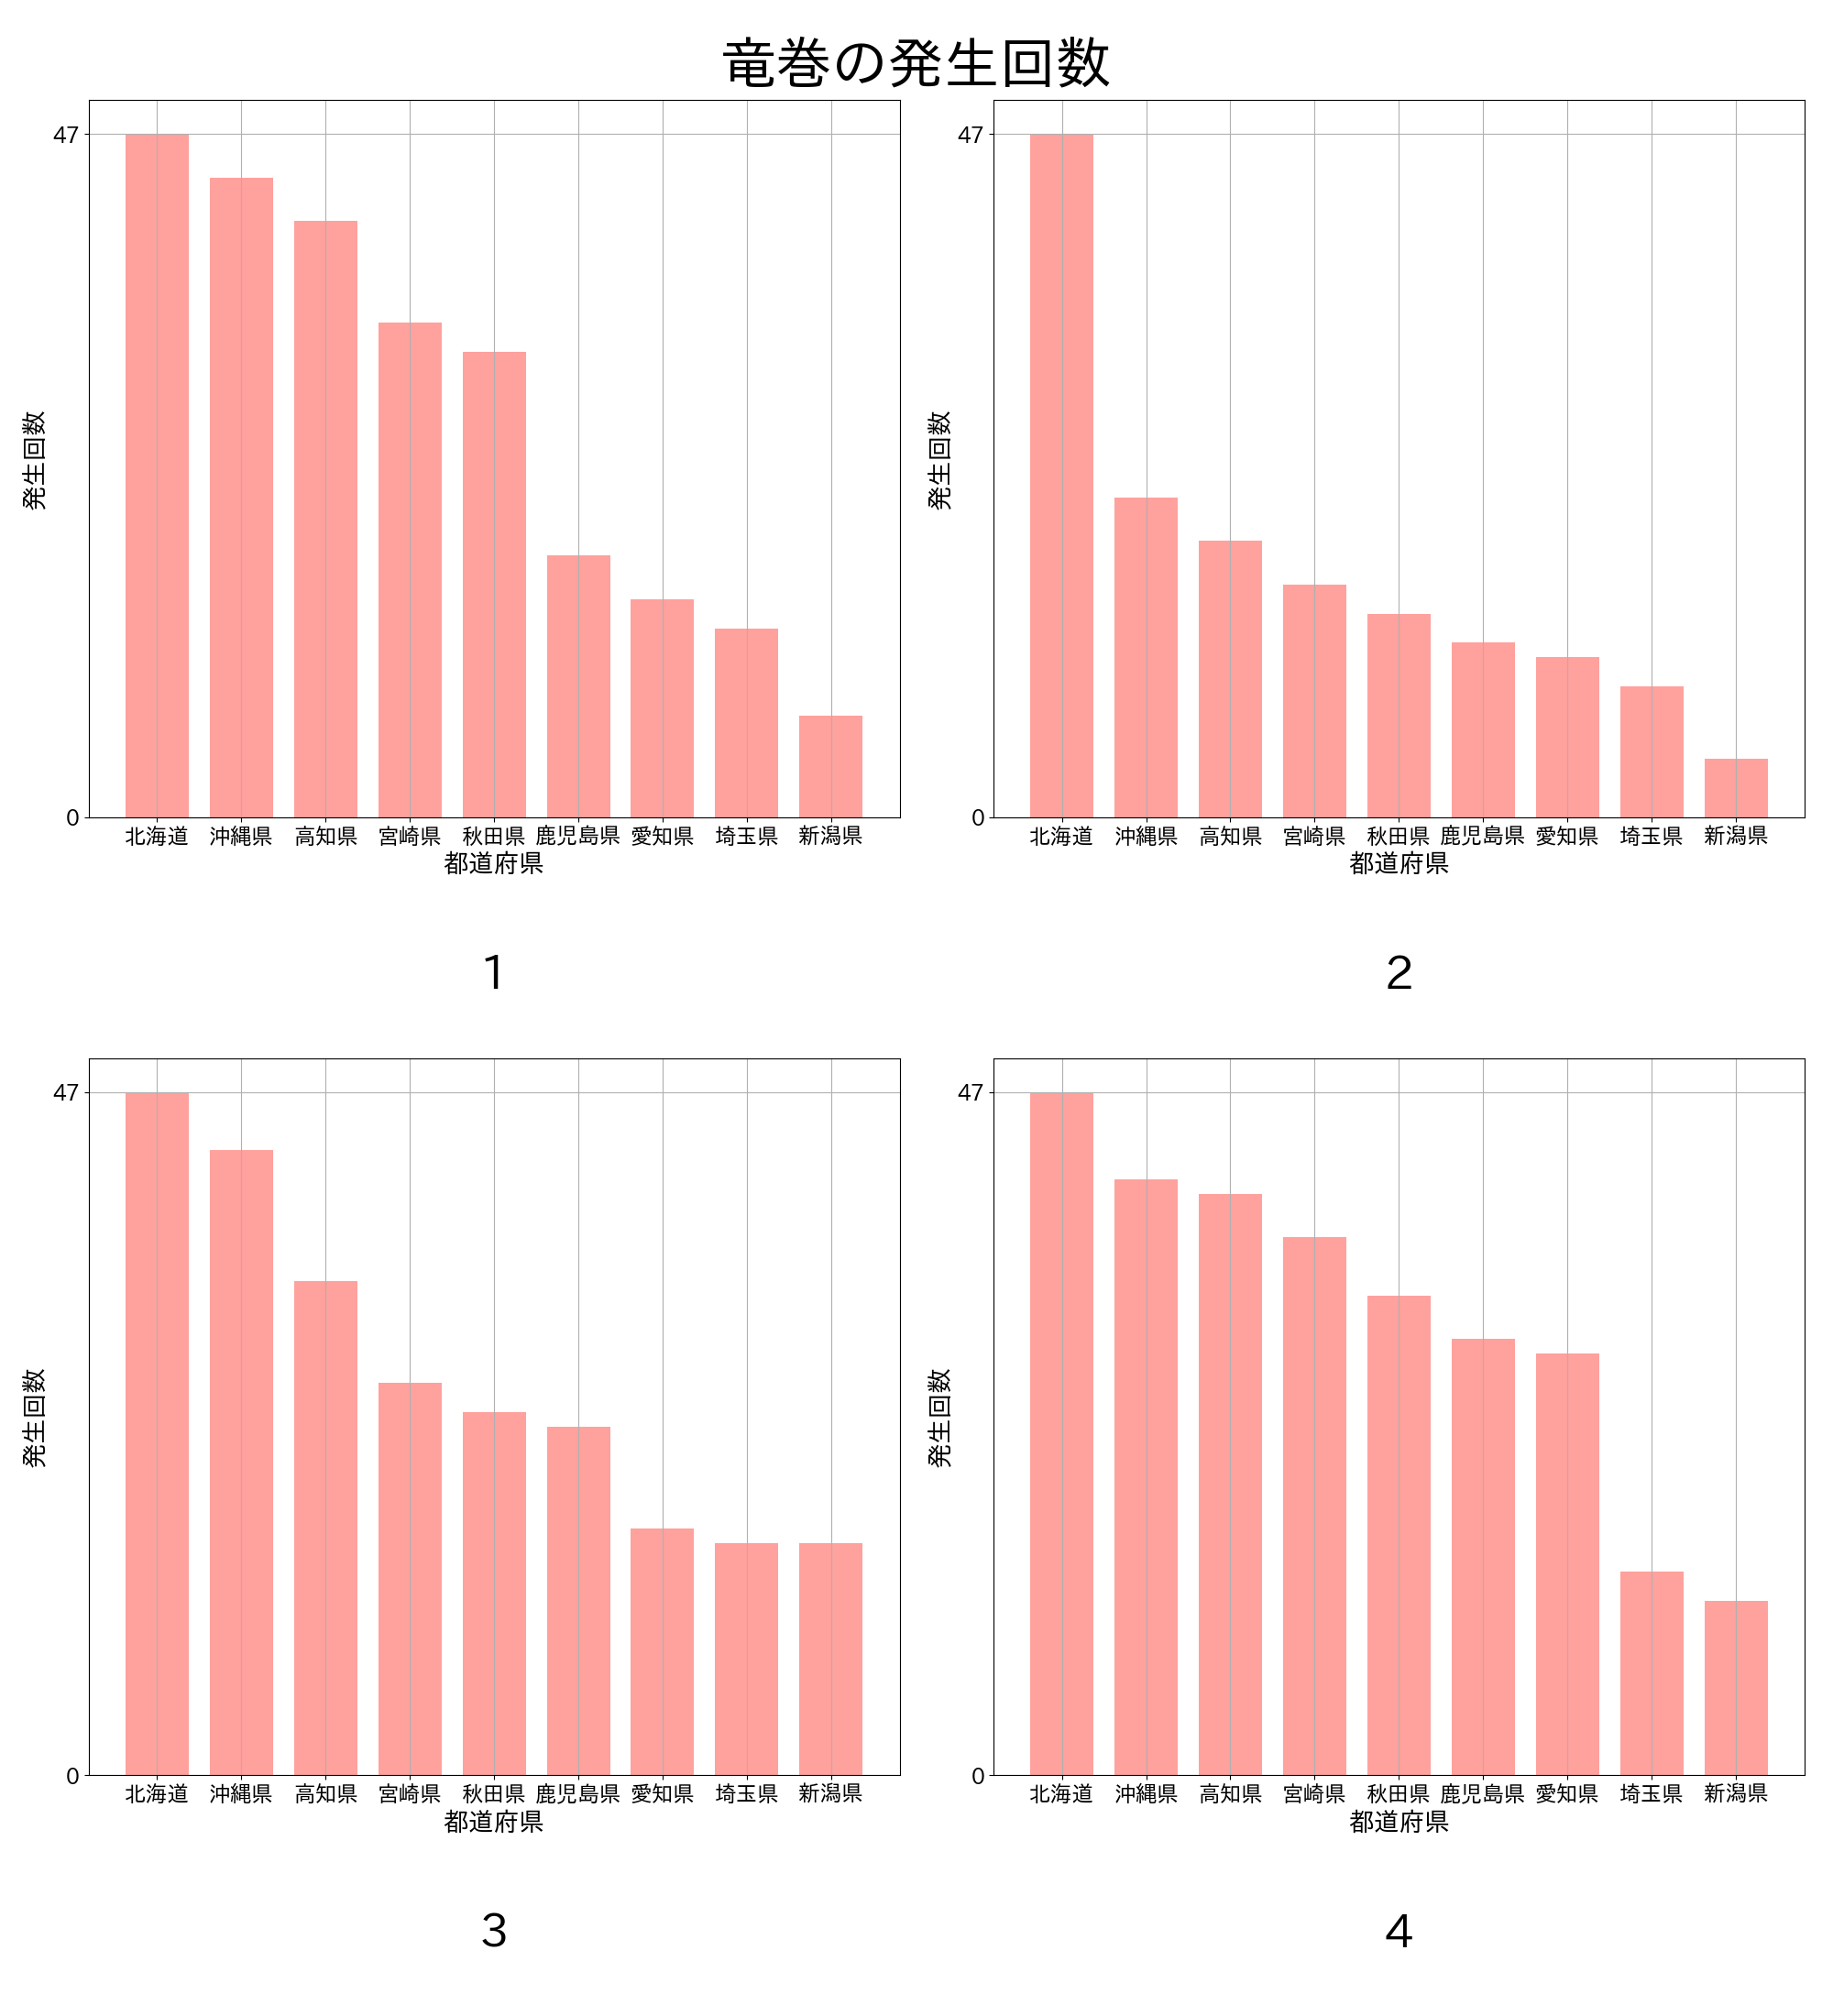 竜巻の発生回数
47
0
発生回数
北海道 沖縄県 高知県 宮崎県 秋田県 鹿児島県 愛知県 埼玉県 新潟県
都道府県
1
47
0
発生回数
北海道 沖縄県 高知県 宮崎県 秋田県 鹿児島県 愛知県 埼玉県 新潟県
都道府県
2
47
0
発生回数
北海道 沖縄県 高知県 宮崎県 秋田県 鹿児島県 愛知県 埼玉県 新潟県
都道府県
3
47
0
発生回数
北海道 沖縄県 高知県 宮崎県 秋田県 鹿児島県 愛知県 埼玉県 新潟県
都道府県
4